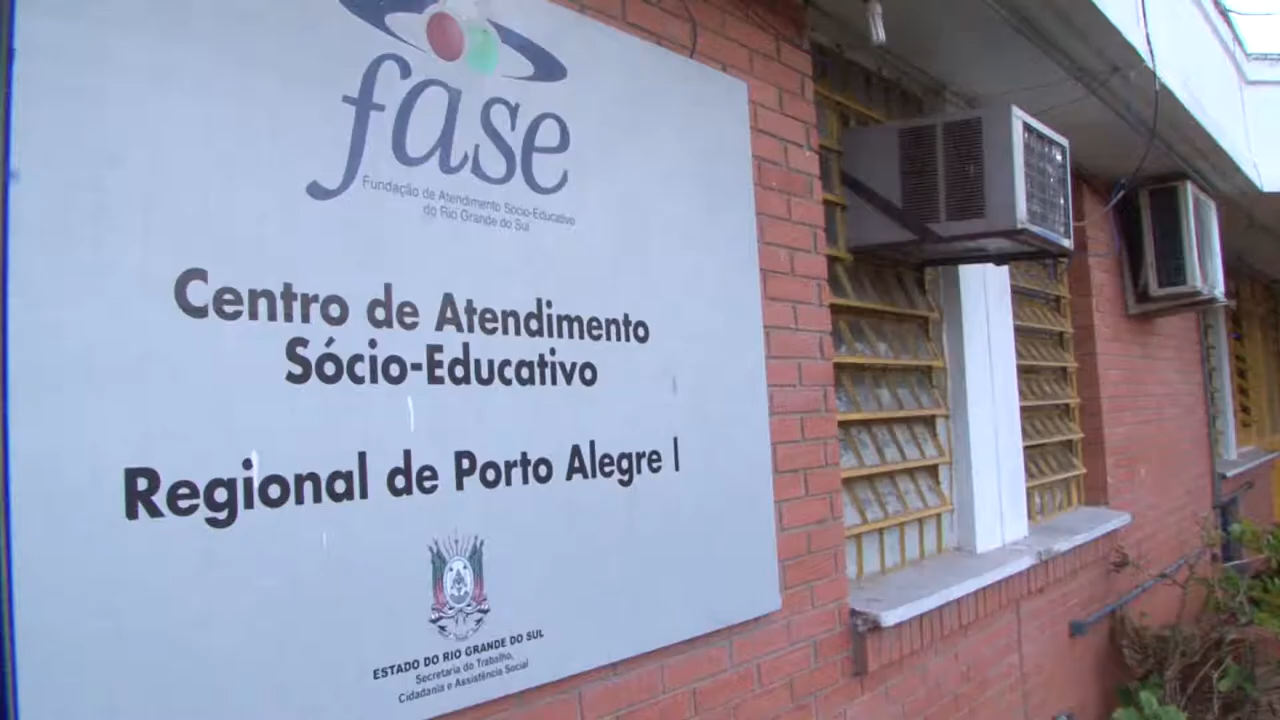 fase
Fundação de Atendimento Sócio-Educativo
do Rio Grande do Sul
Centro de Atendimento
Sócio-Educativo
Regional de Porto Alegre I
ESTADO DO RIO GRANDE DO SUL
Secretaria do Trabalho,
Cidadania e Assistência Social